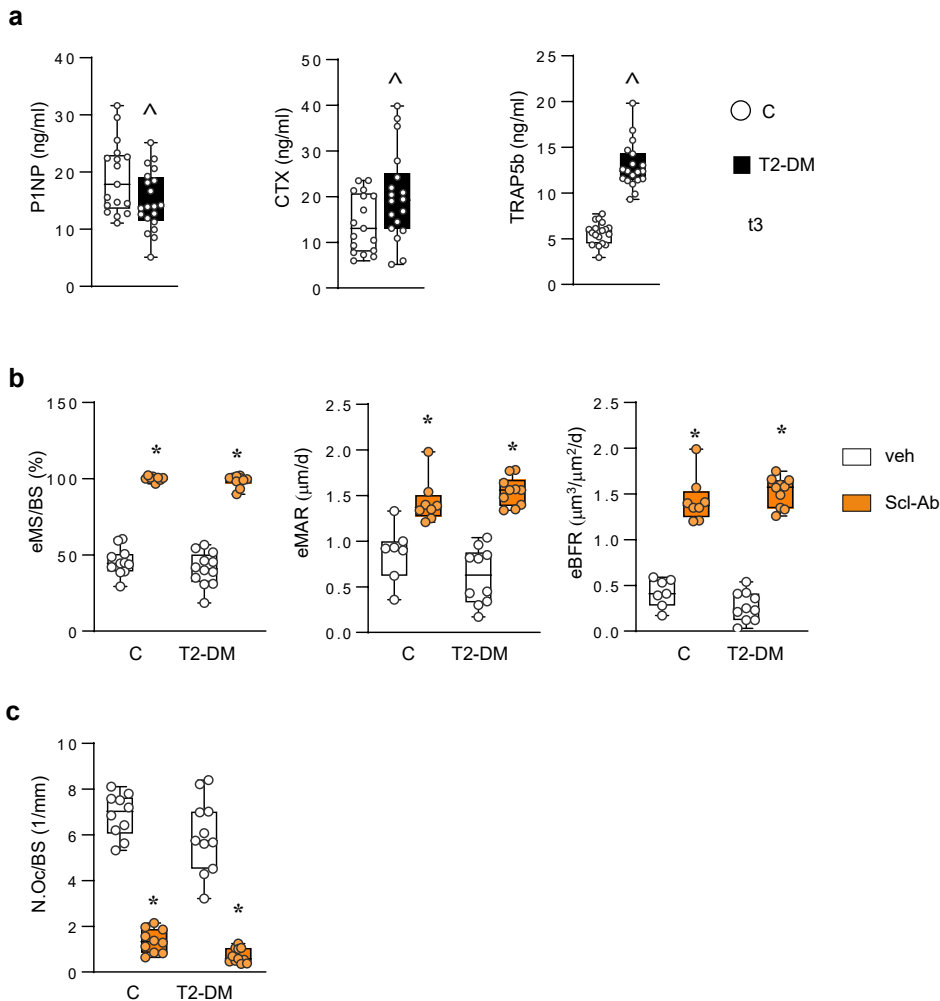 a
P1NP (ng/ml)
40
30
20
10
0
^
CTX (ng/ml)
50
40
30
20
10
0
^
TRAP5b (ng/ml)
25
20
15
10
5
0
^
C
T2-DM
t3
b
eMS/BS (%)
150
100
50
0
*
*
C
T2-DM
eMAR (μm/d)
2.5
2.0
1.5
1.0
0.5
0.0
*
*
C
T2-DM
eBFR (μm³/μm²/d)
2.5
2.0
1.5
1.0
0.5
0.0
*
*
C
T2-DM
veh
Scl-Ab
c
N.Oc/BS (1/mm)
10
8
6
4
2
0
*
*
C
T2-DM